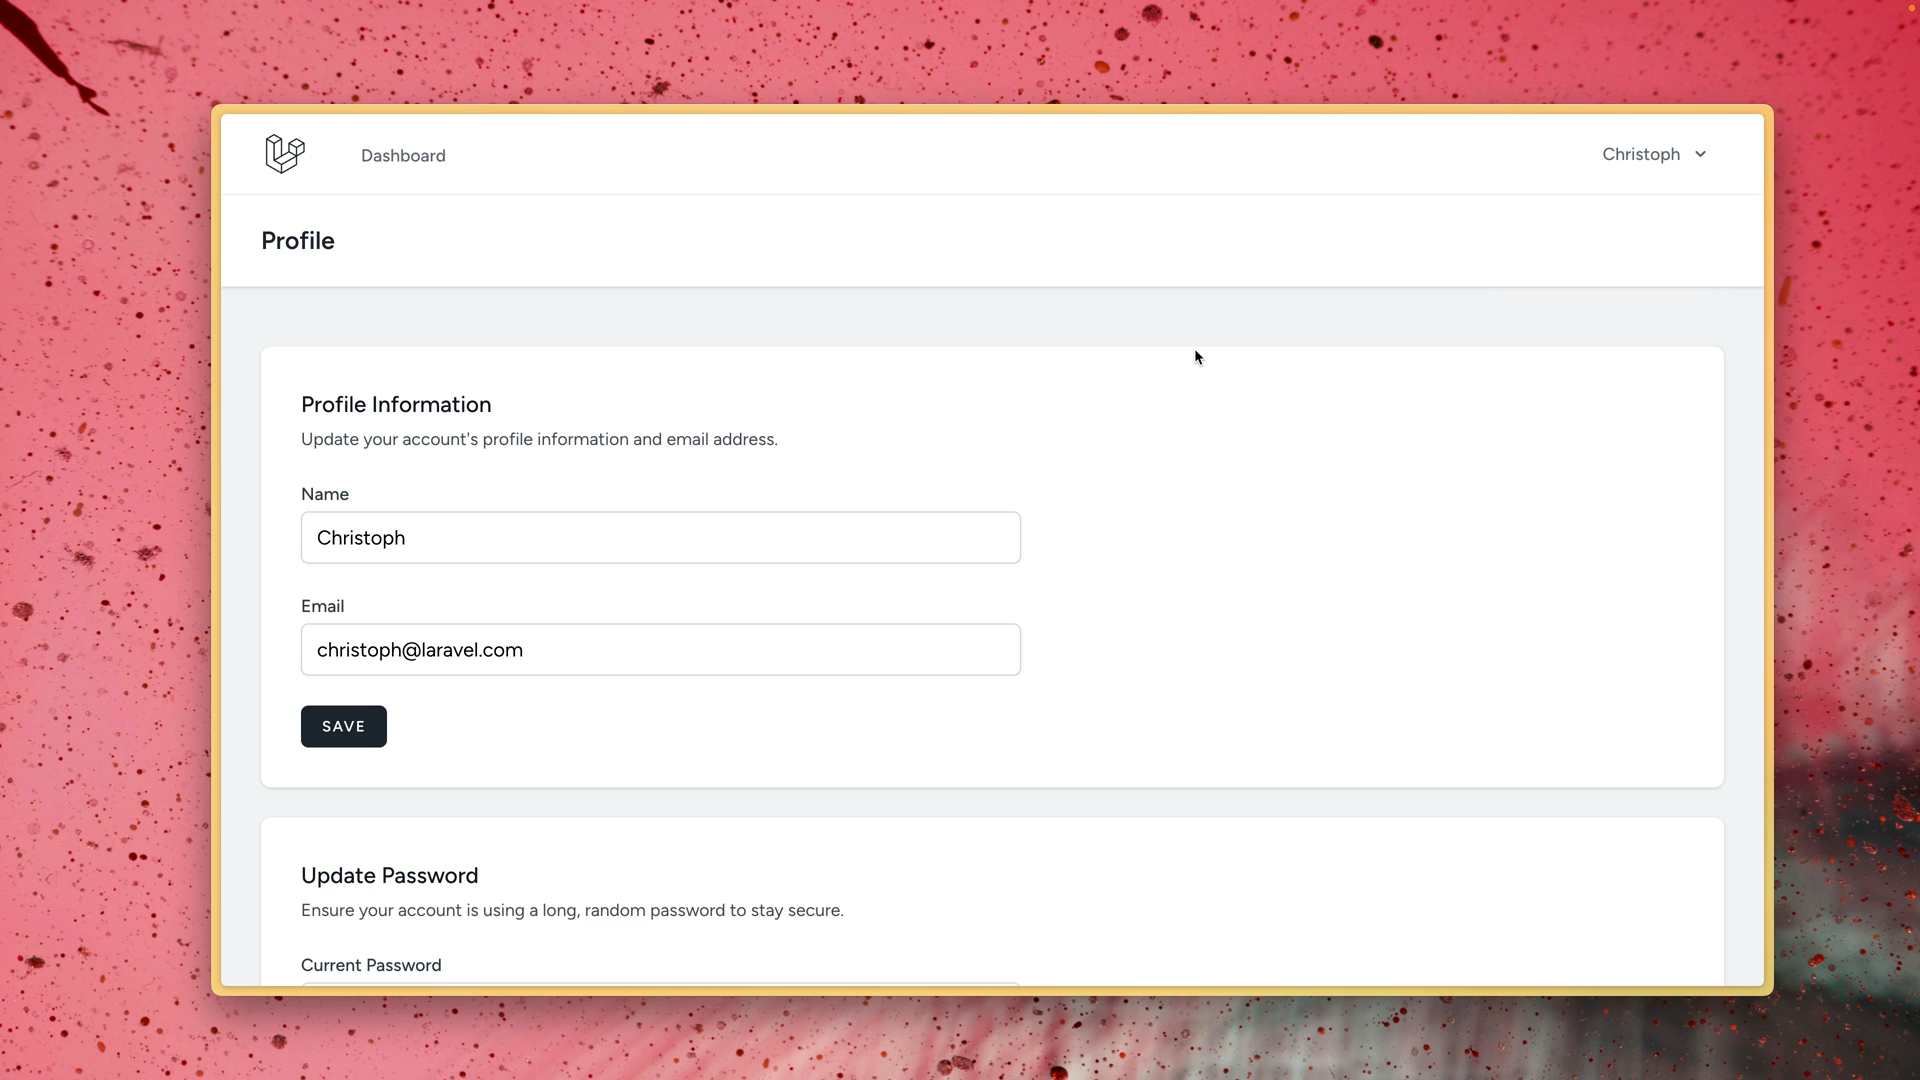 Dashboard
Christoph
Profile
Profile Information
Update your account's profile information and email address.
Name
Christoph
Email
christoph@laravel.com
SAVE
Update Password
Ensure your account is using a long, random password to stay secure.
Current Password